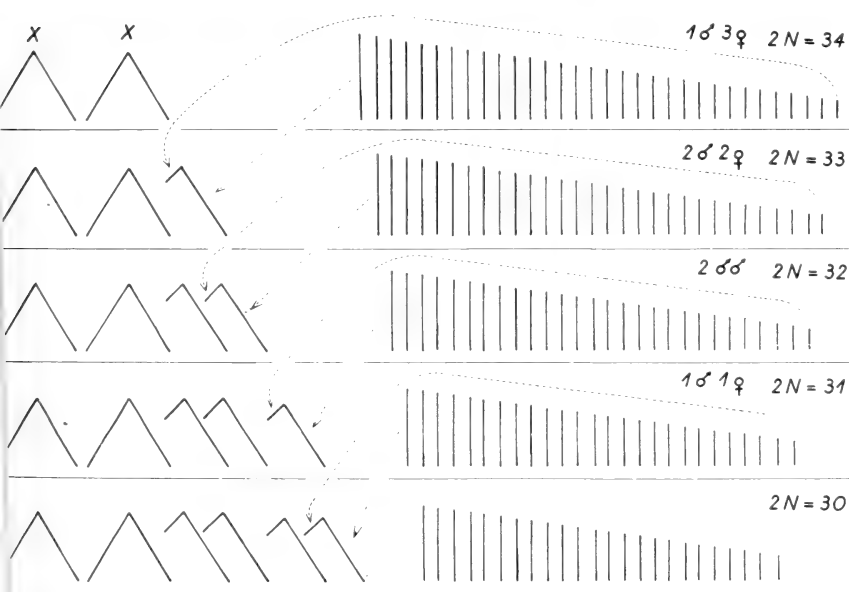 X X
1♂ 3♀ 2N=34
2♂ 2♀ 2N=33
2 ♂♂ 2N=32
1♂ 1♀ 2N=31
2N=30